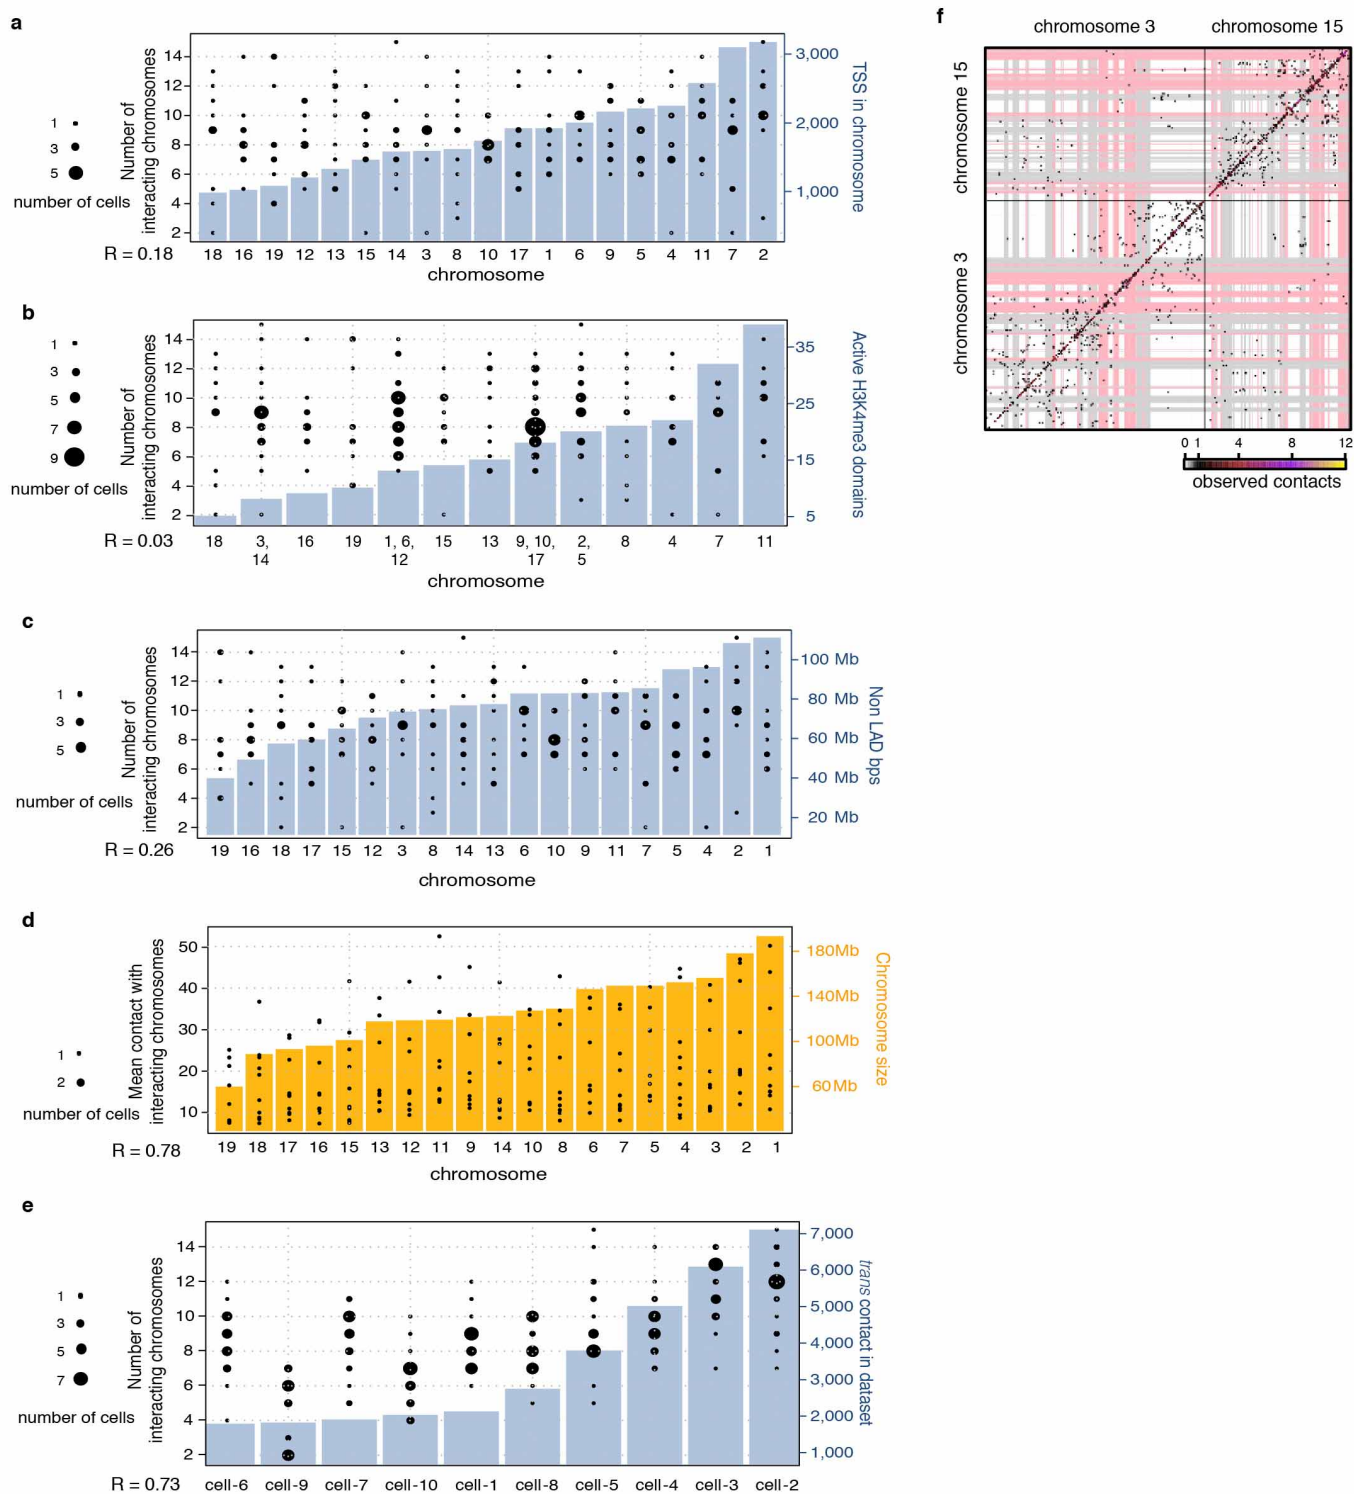 a
Number of
interacting chromosomes
14
12
10
8
6
4
2
1
3
5
number of cells
3,000
2,000
1,000
TSS in chromosome
R = 0.18
18 16 19 12 13 15 14 3 8 10 17 1 6 9 5 4 11 7 2
chromosome
b
Number of
interacting chromosomes
14
12
10
8
6
4
2
1
3
5
7
9
number of cells
35
25
15
5
Active H3K4me3 domains
R = 0.03
18 3, 16 19 1, 6, 15 13 9, 10, 2, 8 4 7 11
14 12 17 5
chromosome
c
Number of
interacting chromosomes
14
12
10
8
6
4
2
1
3
5
number of cells
100 Mb
80 Mb
60 Mb
40 Mb
20 Mb
Non LAD bps
R = 0.26
19 16 18 17 15 12 3 8 14 13 6 10 9 11 7 5 4 2 1
chromosome
d
Mean contact with
interacting chromosomes
50
40
30
20
10
1
2
number of cells
180Mb
140Mb
100Mb
60Mb
Chromosome size
R = 0.78
19 18 17 16 15 13 12 11 9 14 10 8 6 7 5 4 3 2 1
chromosome
e
Number of
interacting chromosomes
14
12
10
8
6
4
2
1
3
5
7
number of cells
7,000
6,000
5,000
4,000
3,000
2,000
1,000
trans contact in dataset
R = 0.73
cell-6 cell-9 cell-7 cell-10 cell-1 cell-8 cell-5 cell-4 cell-3 cell-2
f
chromosome 3 chromosome 15
chromosome 15
chromosome 3
0 1 4 8 12
observed contacts